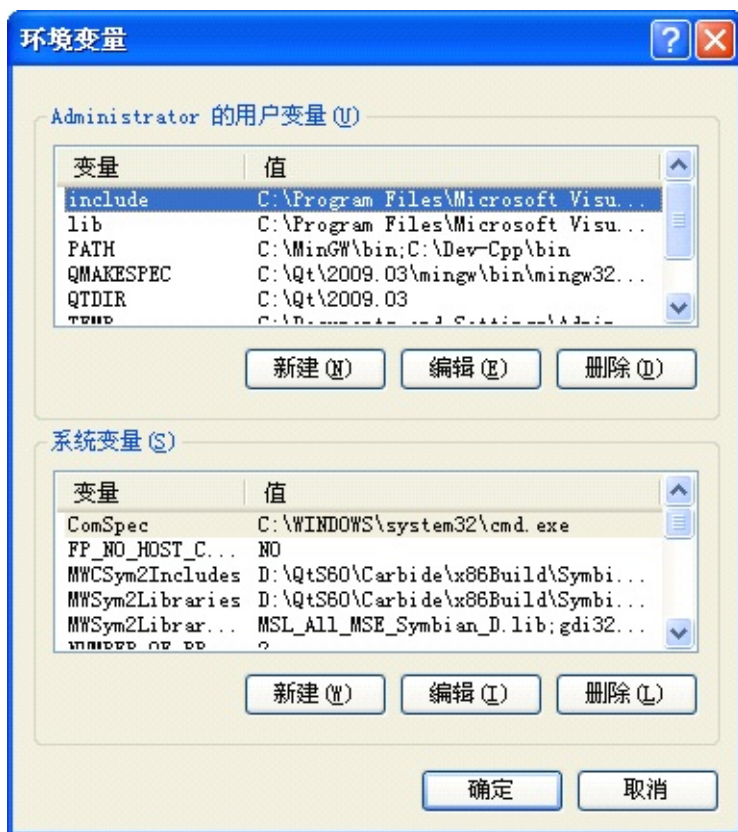 环境变量
Administrator 的用户变量(U)
变量 值
include C:\Program Files\Microsoft Visu...
lib C:\Program Files\Microsoft Visu...
PATH C:\MinGW\bin;C:\Dev-Cpp\bin
QMAKESPEC C:\Qt\2009.03\mingw\bin\mingw32...
QTDIR C:\Qt\2009.03
新建(N) 编辑(E) 删除(D)
系统变量(S)
变量 值
ComSpec C:\WINDOWS\system32\cmd.exe
FP_NO_HOST_C... NO
MWCSym2Includes D:\QtS60\Carbide\x86Build\Symbi...
MWSym2Libraries D:\QtS60\Carbide\x86Build\Symbi...
MWSym2Librar... MSL_All_MSE_Symbian_D.lib;gdi32...
新建(W) 编辑(I) 删除(L)
确定 取消